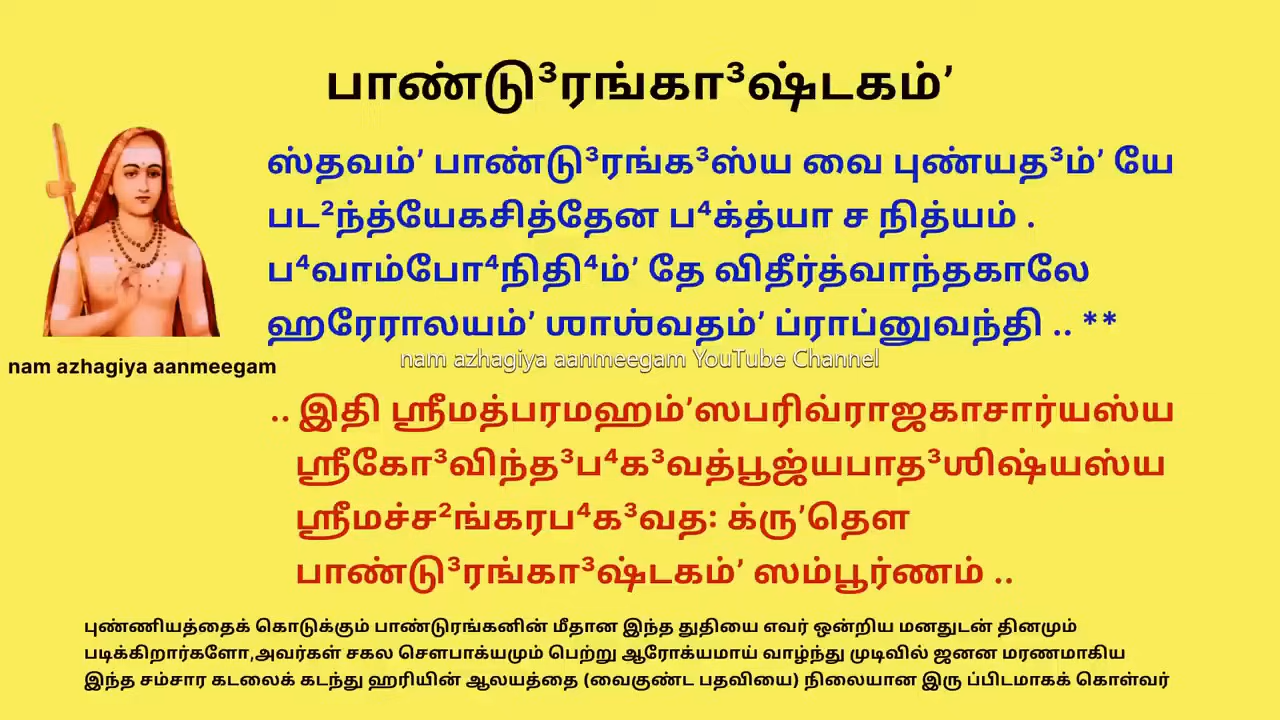 பாண்டு³ரங்கா³ஷ்டகம்’
ஸ்தவம்’ பாண்டு³ரங்க³ஸ்ய வை புண்யத³ம்’ யே
பட²ந்த்யேகசித்தேன ப⁴க்த்யா ச நித்யம் .
ப⁴வாம்போ⁴நிதி⁴ம்’ தே விதீர்த்வாந்தகாலே
ஹரேராலயம்’ ஶாஶ்வதம்’ ப்ராப்னுவந்தி .. **
nam azhagiya aanmeegam YouTube Channel
nam azhagiya aanmeegam
.. இதி ஶ்ரீமத்பரமஹம்’ஸபரிவ்ராஜகாசார்யஸ்ய
ஶ்ரீகோ³விந்த³ப⁴க³வத்பூஜ்யபாத³ஶிஷ்யஸ்ய
ஶ்ரீமச்ச²ங்கரப⁴க³வத꞉ க்ரு’தௌ
பாண்டு³ரங்கா³ஷ்டகம்’ ஸம்பூர்ணம் ..
புண்ணியத்தைக் கொடுக்கும் பாண்டுரங்கனின் மீதான இந்த துதியை எவர் ஒன்றிய மனதுடன் தினமும்
படிக்கிறார்களோ,அவர்கள் சகல சௌபாக்யமும் பெற்று ஆரோக்யமாய் வாழ்ந்து முடிவில் ஜனன மரணமாகிய
இந்த சம்சார கடலைக் கடந்து ஹரியின் ஆலயத்தை (வைகுண்ட பதவியை) நிலையான இரு ப்பிடமாகக் கொள்வர்